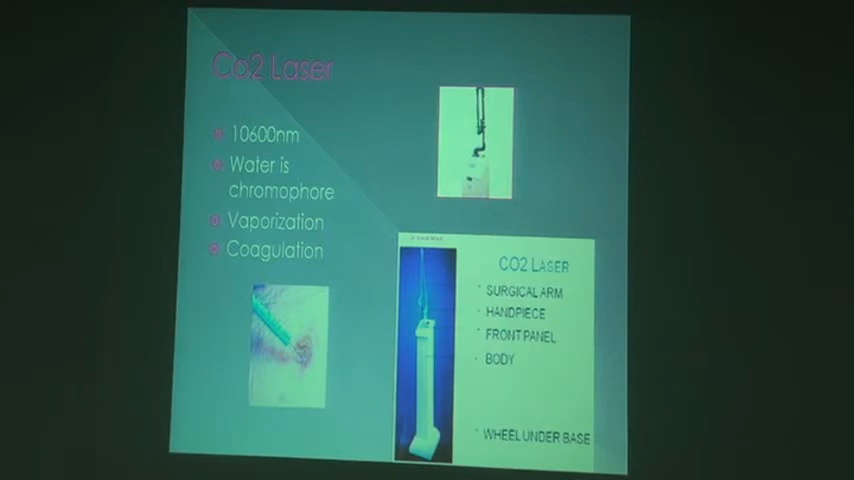 Co2 Laser
10600nm
Water is
chromophore
Vaporization
Coagulation
CO2 LASER
SURGICAL ARM
HANDPIECE
FRONT PANEL
BODY
WHEEL UNDER BASE